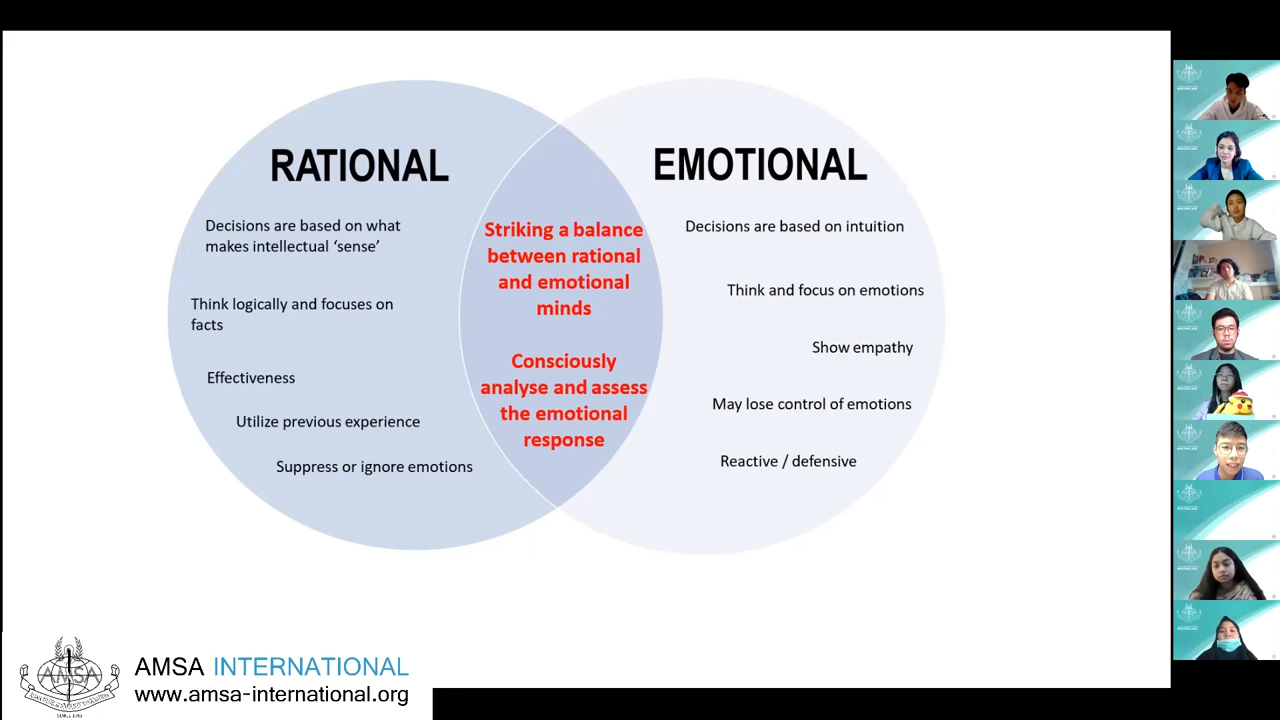 RATIONAL
Decisions are based on what
makes intellectual ‘sense’
Think logically and focuses on
facts
Effectiveness
Utilize previous experience
Suppress or ignore emotions
Striking a balance
between rational
and emotional
minds
Consciously
analyse and assess
the emotional
response
EMOTIONAL
Decisions are based on intuition
Think and focus on emotions
Show empathy
May lose control of emotions
Reactive / defensive
AMSA
AMSA INTERNATIONAL
www.amsa-international.org